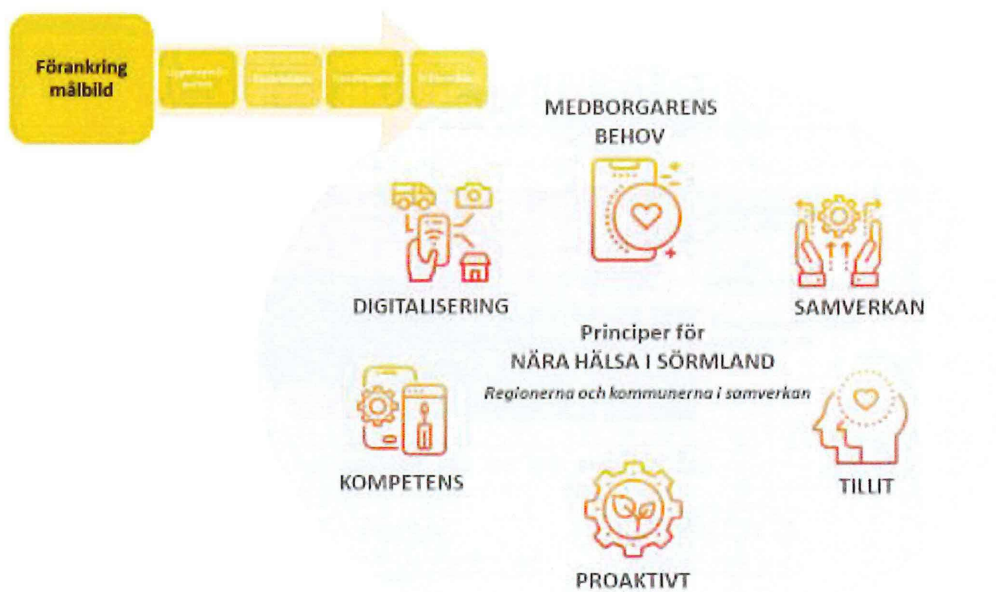 Förankring
målbild
MEDBORGARENS
BEHOV
DIGITALISERING
SAMVERKAN
Principer för
NÄRA HÄLSA I SÖRMLAND
Regionerna och kommunerna i samverkan
KOMPETENS
TILLIT
PROAKTIVT